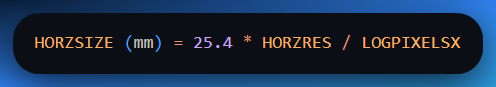 HORZSIZE (mm) = 25.4 * HORZRES / LOGPIXELSX